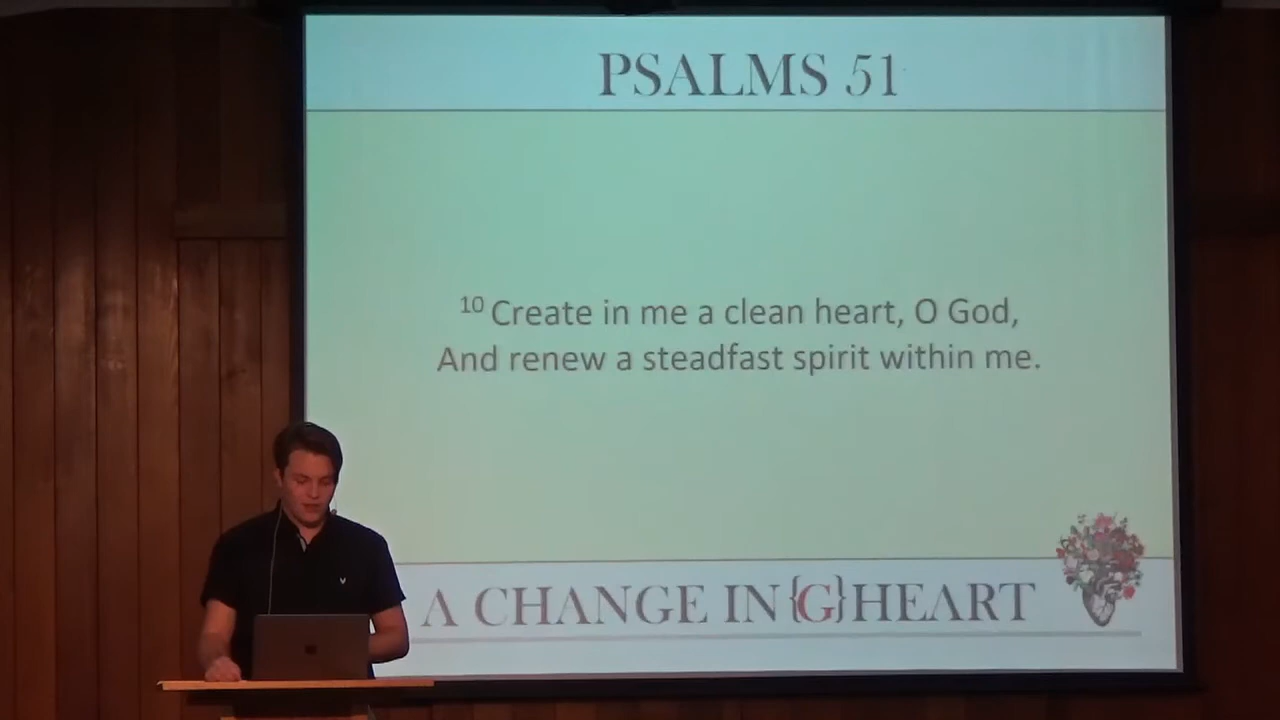 PSALMS 51
10 Create in me a clean heart, O God,
And renew a steadfast spirit within me.
A CHANGE IN {G} HEART